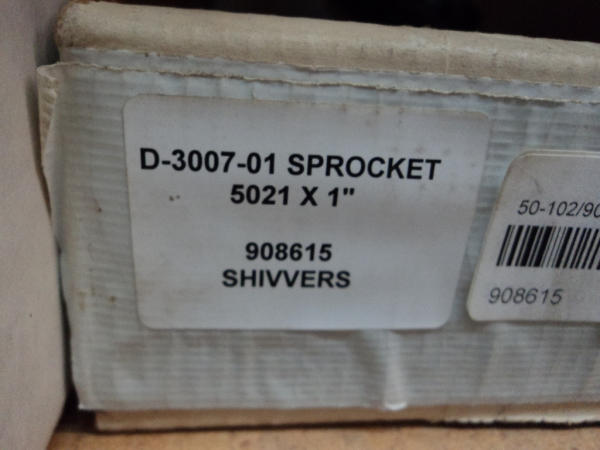 D-3007-01 SPROCKET
5021 X 1"
908615
SHIVVERS
50-102/90
908615